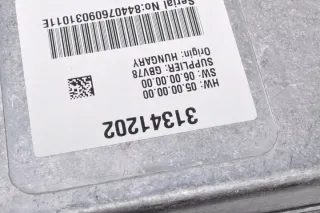 31341202
HW: 05.00.00.00
SW: 06.00.00.00
SUPPLIER: GBV78
Origin: HUNGARY
Serial No:84407609031011E